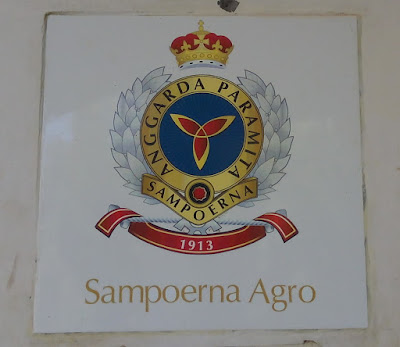 ANGGARDA PARAMITA
SAMPOERNA
1913
Sampoerna Agro